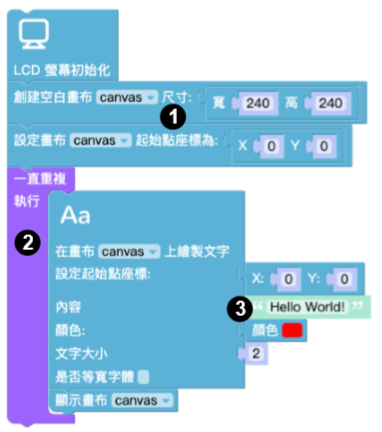 LCD 螢幕初始化
創建空白畫布 canvas 尺寸: 寬 240 高 240
1
設定畫布 canvas 起始點座標為: X 0 Y 0
一直重複
執行
Aa
2
在畫布 canvas 上繪製文字
設定起始點座標: X: 0 Y: 0
內容 3 “ Hello World! ”
顏色: 顏色
文字大小 2
是否等寬字體
顯示畫布 canvas